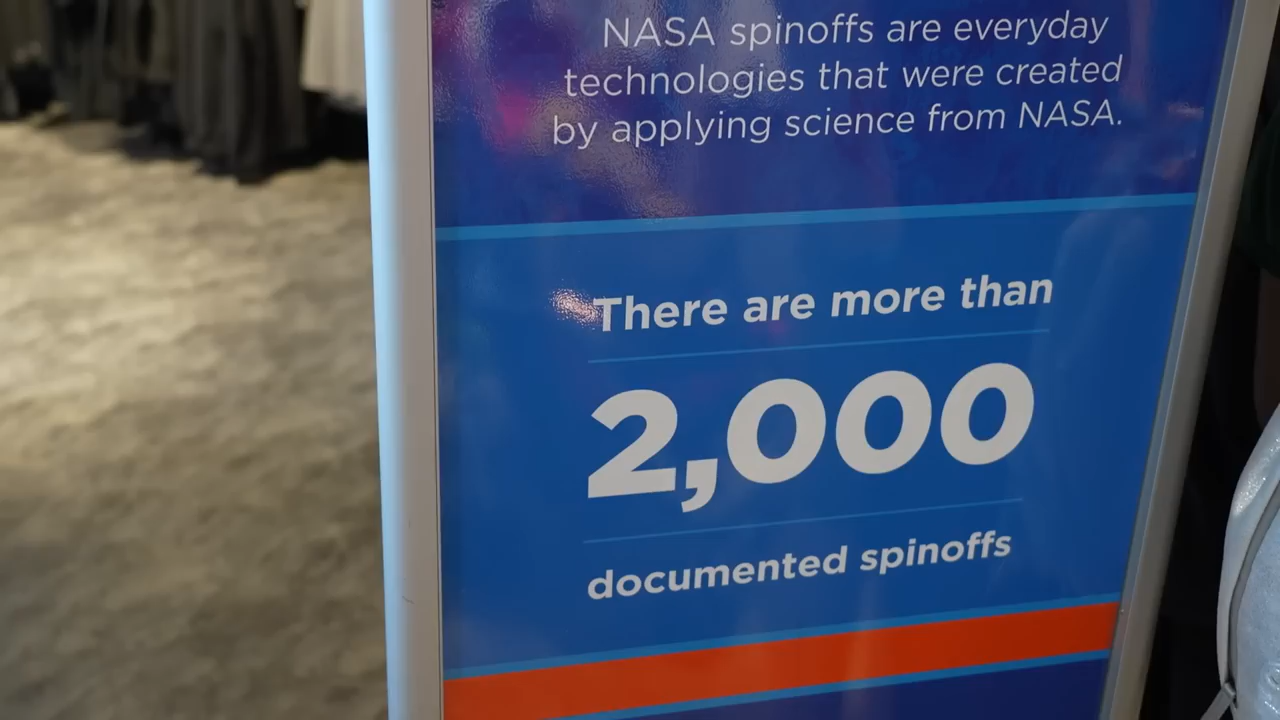 NASA spinoffs are everyday
technologies that were created
by applying science from NASA.
There are more than
2,000
documented spinoffs